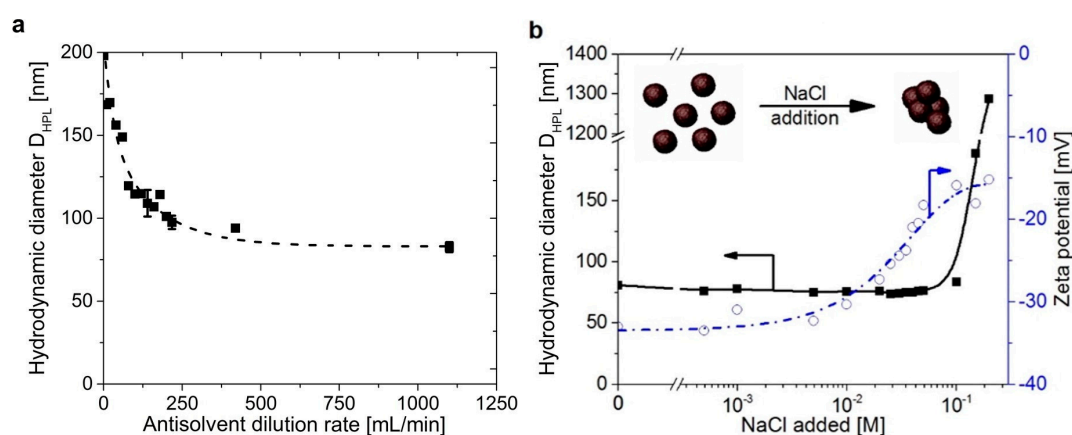 a
Hydrodynamic diameter D_HPL [nm]
200
150
100
50
0
0 250 500 750 1000 1250
Antisolvent dilution rate [mL/min]
b
Hydrodynamic diameter D_HPL [nm]
1400
1300
1200
150
100
50
0
NaCl
addition
0
-10
-20
-30
-40
Zeta potential [mV]
0 10⁻³ 10⁻² 10⁻¹
NaCl added [M]